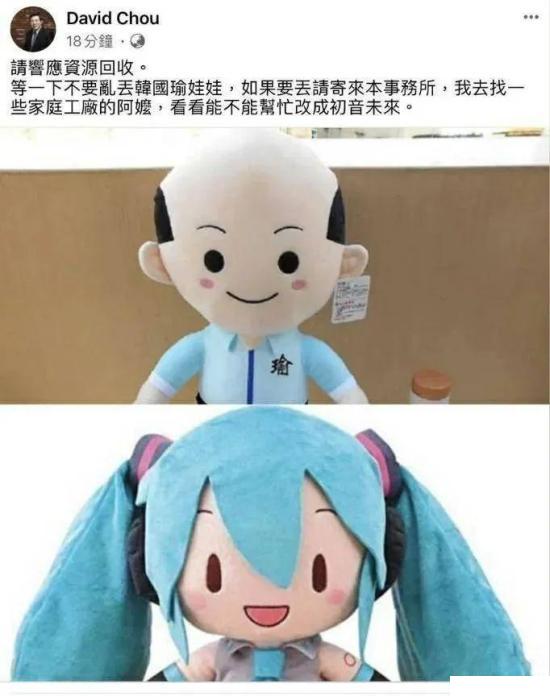 David Chou
18分鐘 ·
請響應資源回收。
等一下不要亂丟韓國瑜娃娃，如果要丟請寄來本事務所，我去找一
些家庭工廠的阿嬤，看看能不能幫忙改成初音未來。
瑜